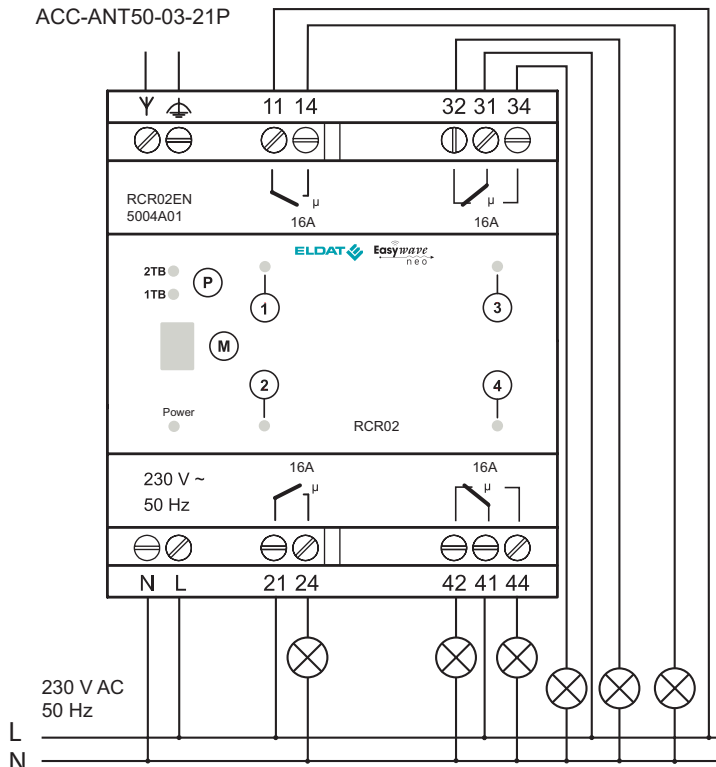 ACC-ANT50-03-21P
11 14 32 31 34
RCR02EN
5004A01
µ
16A
µ
16A
ELDAT Easywave
neo
2TB
1TB
P
1
3
M
2
4
Power
RCR02
230 V ~
50 Hz
16A
µ
16A
µ
N L 21 24 42 41 44
230 V AC
50 Hz
L
N